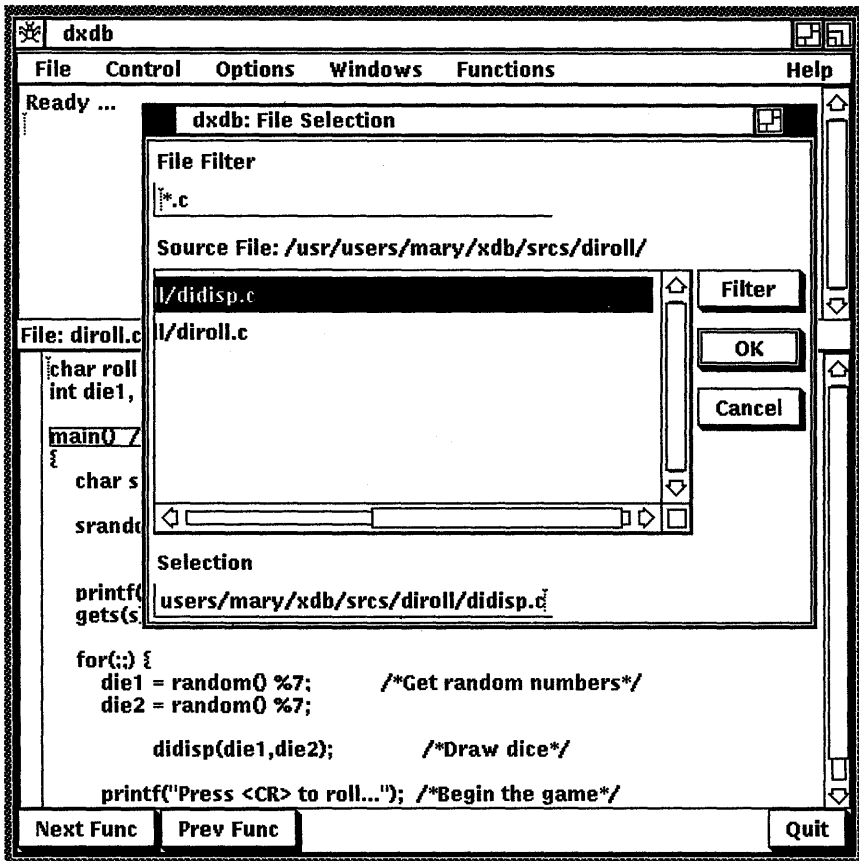 dxdb
File Control Options Windows Functions Help
Ready ...
dxdb: File Selection
File Filter
*.c
Source File: /usr/users/mary/xdb/srcs/diroll/
ll/didisp.c
ll/diroll.c
Filter
OK
Cancel
Selection
users/mary/xdb/srcs/diroll/didisp.c
File: diroll.c
char roll
int die1,
main() /
{
char s
srand
printf(
gets(s
for(;;) {
die1 = random() %7; /*Get random numbers*/
die2 = random() %7;
didisp(die1,die2); /*Draw dice*/
printf("Press <CR> to roll..."); /*Begin the game*/
Next Func Prev Func Quit